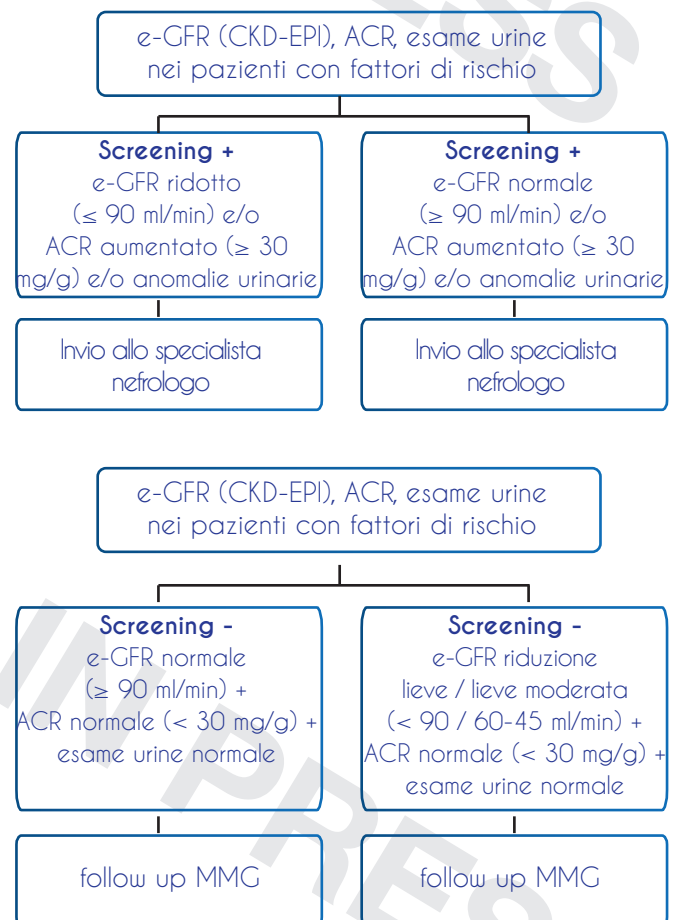 e-GFR (CKD-EPI), ACR, esame urine
nei pazienti con fattori di rischio
Screening +
e-GFR ridotto
(≤ 90 ml/min) e/o
ACR aumentato (≥ 30
mg/g) e/o anomalie urinarie
Screening +
e-GFR normale
(≥ 90 ml/min) e/o
ACR aumentato (≥ 30
mg/g) e/o anomalie urinarie
Invio allo specialista
nefrologo
Invio allo specialista
nefrologo
e-GFR (CKD-EPI), ACR, esame urine
nei pazienti con fattori di rischio
Screening -
e-GFR normale
(≥ 90 ml/min) +
ACR normale (< 30 mg/g) +
esame urine normale
Screening -
e-GFR riduzione
lieve / lieve moderata
(< 90 / 60-45 ml/min) +
ACR normale (< 30 mg/g) +
esame urine normale
follow up MMG
follow up MMG
IN PRES
ESS